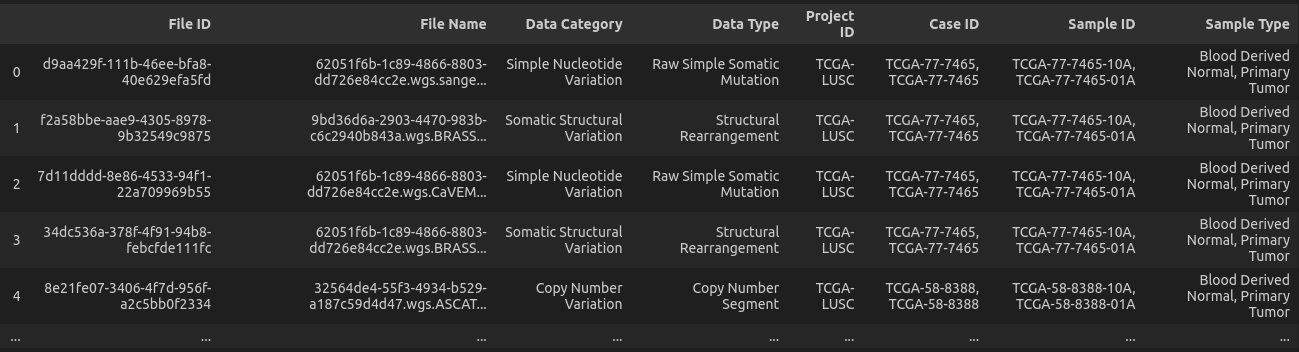 File ID File Name Data Category Data Type Project ID Case ID Sample ID Sample Type
0 d9aa429f-111b-46ee-bfa8-40e629efa5fd 62051f6b-1c89-4866-8803-dd726e84cc2e.wgs.sange... Simple Nucleotide Variation Raw Simple Somatic Mutation TCGA-LUSC TCGA-77-7465, TCGA-77-7465 TCGA-77-7465-10A, TCGA-77-7465-01A Blood Derived Normal, Primary Tumor
1 f2a58bbe-aae9-4305-8978-9b32549c9875 9bd36d6a-2903-4470-983b-c6c2940b843a.wgs.BRASS... Somatic Structural Variation Structural Rearrangement TCGA-LUSC TCGA-77-7465, TCGA-77-7465 TCGA-77-7465-10A, TCGA-77-7465-01A Blood Derived Normal, Primary Tumor
2 7d11dddd-8e86-4533-94f1-22a709969b55 62051f6b-1c89-4866-8803-dd726e84cc2e.wgs.CaVEM... Simple Nucleotide Variation Raw Simple Somatic Mutation TCGA-LUSC TCGA-77-7465, TCGA-77-7465 TCGA-77-7465-10A, TCGA-77-7465-01A Blood Derived Normal, Primary Tumor
3 34dc536a-378f-4f91-94b8-febcfde111fc 62051f6b-1c89-4866-8803-dd726e84cc2e.wgs.BRASS... Somatic Structural Variation Structural Rearrangement TCGA-LUSC TCGA-77-7465, TCGA-77-7465 TCGA-77-7465-10A, TCGA-77-7465-01A Blood Derived Normal, Primary Tumor
4 8e21fe07-3406-4f7d-956f-a2c5bb0f2334 32564de4-55f3-4934-b529-a187c59d4d47.wgs.ASCAT... Copy Number Variation Copy Number Segment TCGA-LUSC TCGA-58-8388, TCGA-58-8388 TCGA-58-8388-10A, TCGA-58-8388-01A Blood Derived Normal, Primary Tumor
... ... ... ... ... ... ... ... ...